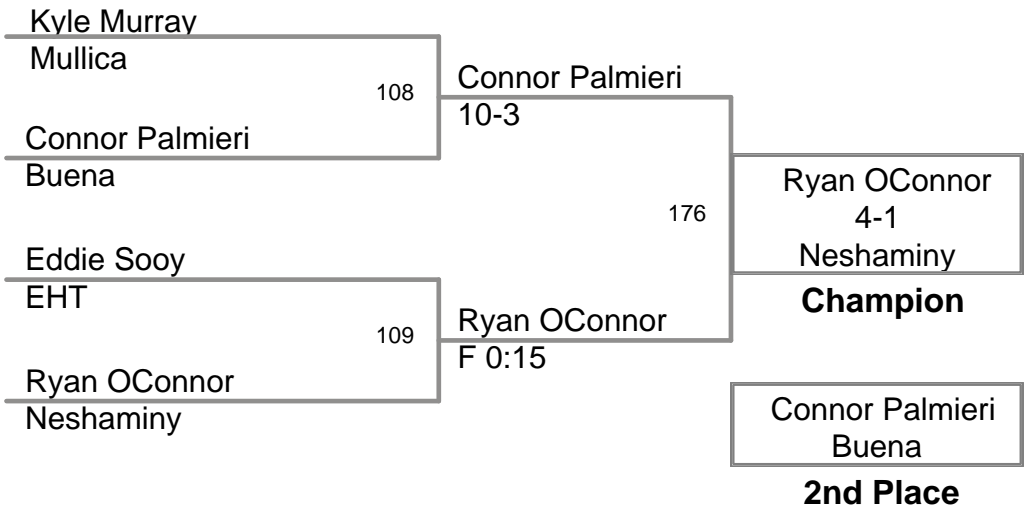 Kyle Murray
Mullica
108
Connor Palmieri
10-3
Connor Palmieri
Buena
176
Ryan OConnor
4-1
Neshaminy
Champion
Eddie Sooy
EHT
109
Ryan OConnor
F 0:15
Ryan OConnor
Neshaminy
Connor Palmieri
Buena
2nd Place